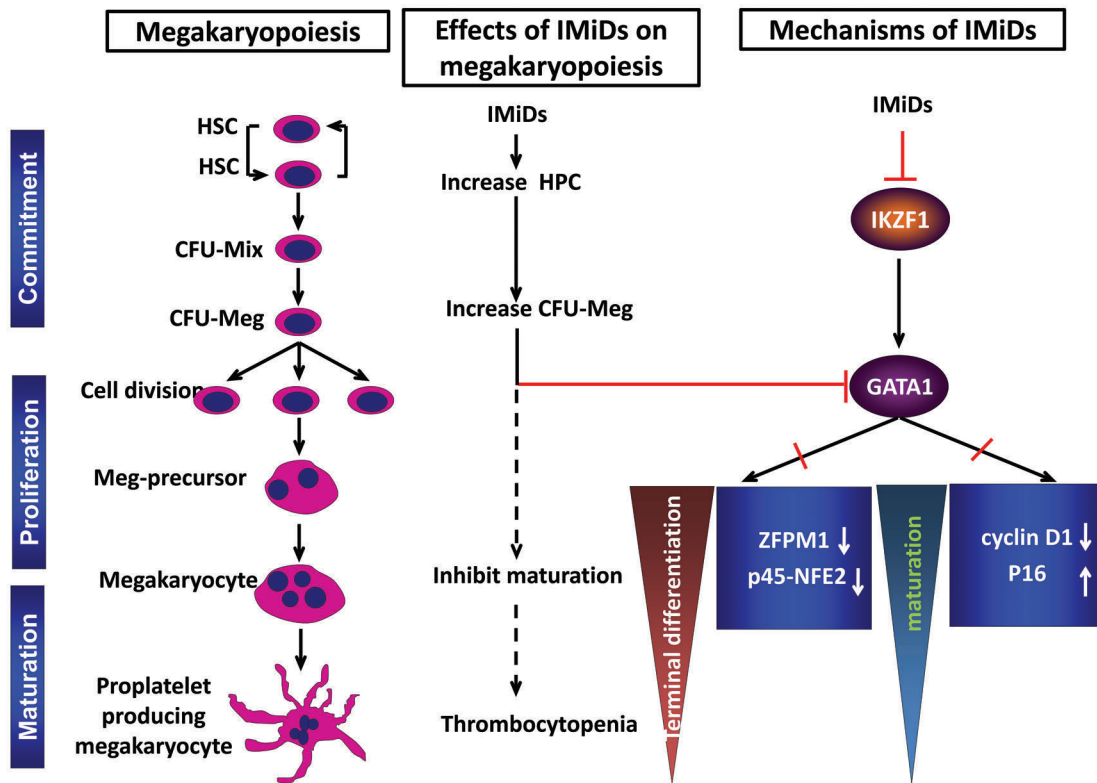 Megakaryopoiesis
Effects of IMiDs on
megakaryopoiesis
Mechanisms of IMiDs
Commitment
Proliferation
Maturation
HSC
HSC
CFU-Mix
CFU-Meg
Cell division
Meg-precursor
Megakaryocyte
Proplatelet
producing
megakaryocyte
IMiDs
Increase HPC
Increase CFU-Meg
Inhibit maturation
Thrombocytopenia
IMiDs
IKZF1
GATA1
Terminal differentiation
ZFPM1 ↓
p45-NFE2 ↓
maturation
cyclin D1 ↓
P16 ↑